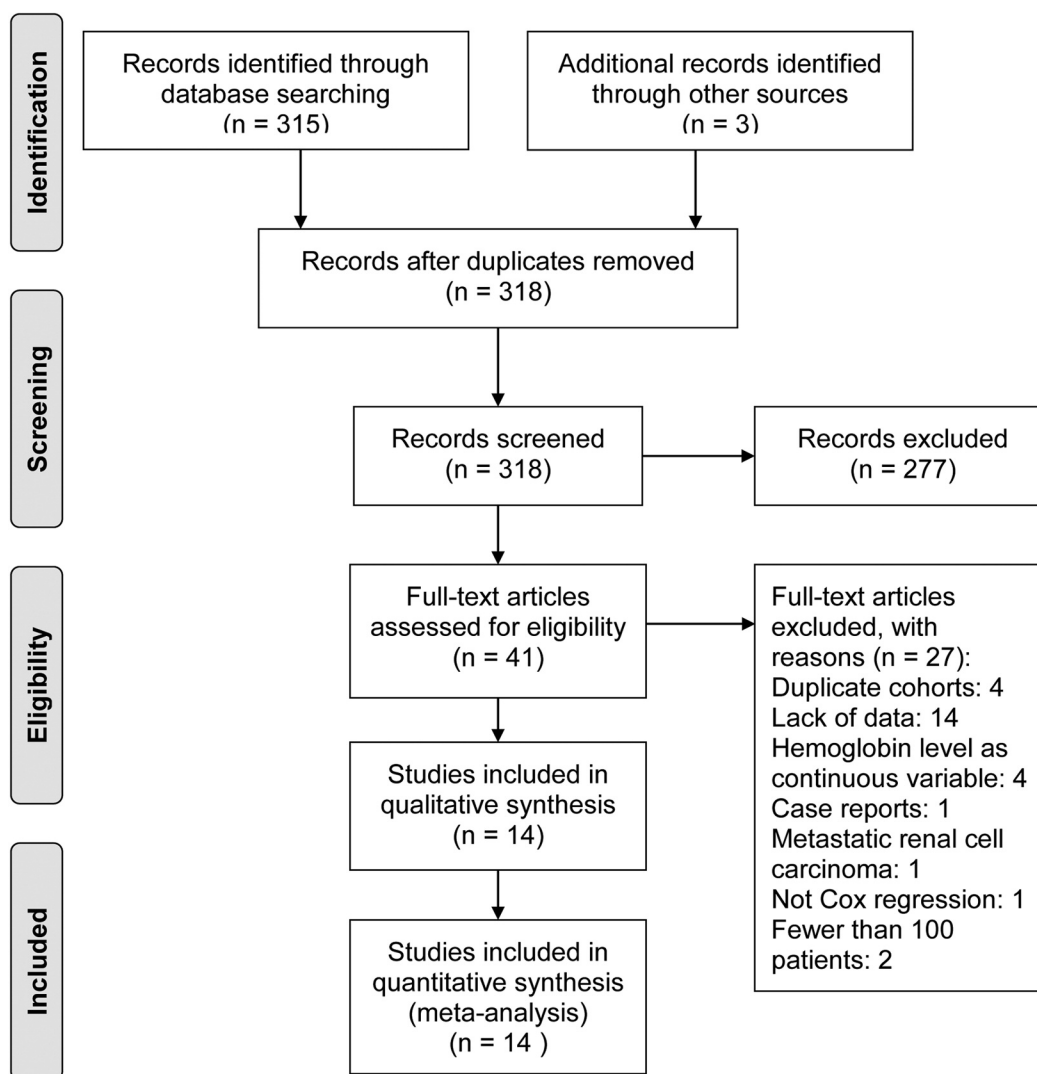 Identification
Records identified through
database searching
(n = 315)
Additional records identified
through other sources
(n = 3)
Records after duplicates removed
(n = 318)
Screening
Records screened
(n = 318)
Records excluded
(n = 277)
Eligibility
Full-text articles
assessed for eligibility
(n = 41)
Full-text articles
excluded, with
reasons (n = 27):
Duplicate cohorts: 4
Lack of data: 14
Hemoglobin level as
continuous variable: 4
Case reports: 1
Metastatic renal cell
carcinoma: 1
Not Cox regression: 1
Fewer than 100
patients: 2
Studies included in
qualitative synthesis
(n = 14)
Included
Studies included in
quantitative synthesis
(meta-analysis)
(n = 14 )